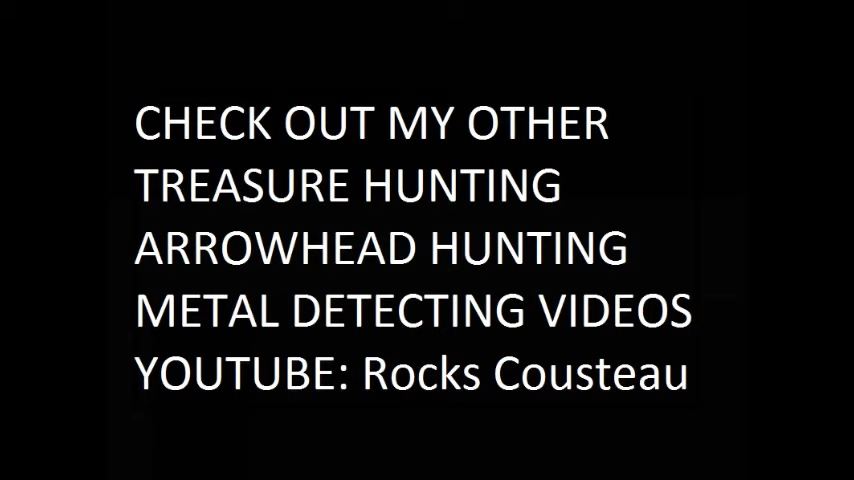 CHECK OUT MY OTHER
TREASURE HUNTING
ARROWHEAD HUNTING
METAL DETECTING VIDEOS
YOUTUBE: Rocks Cousteau